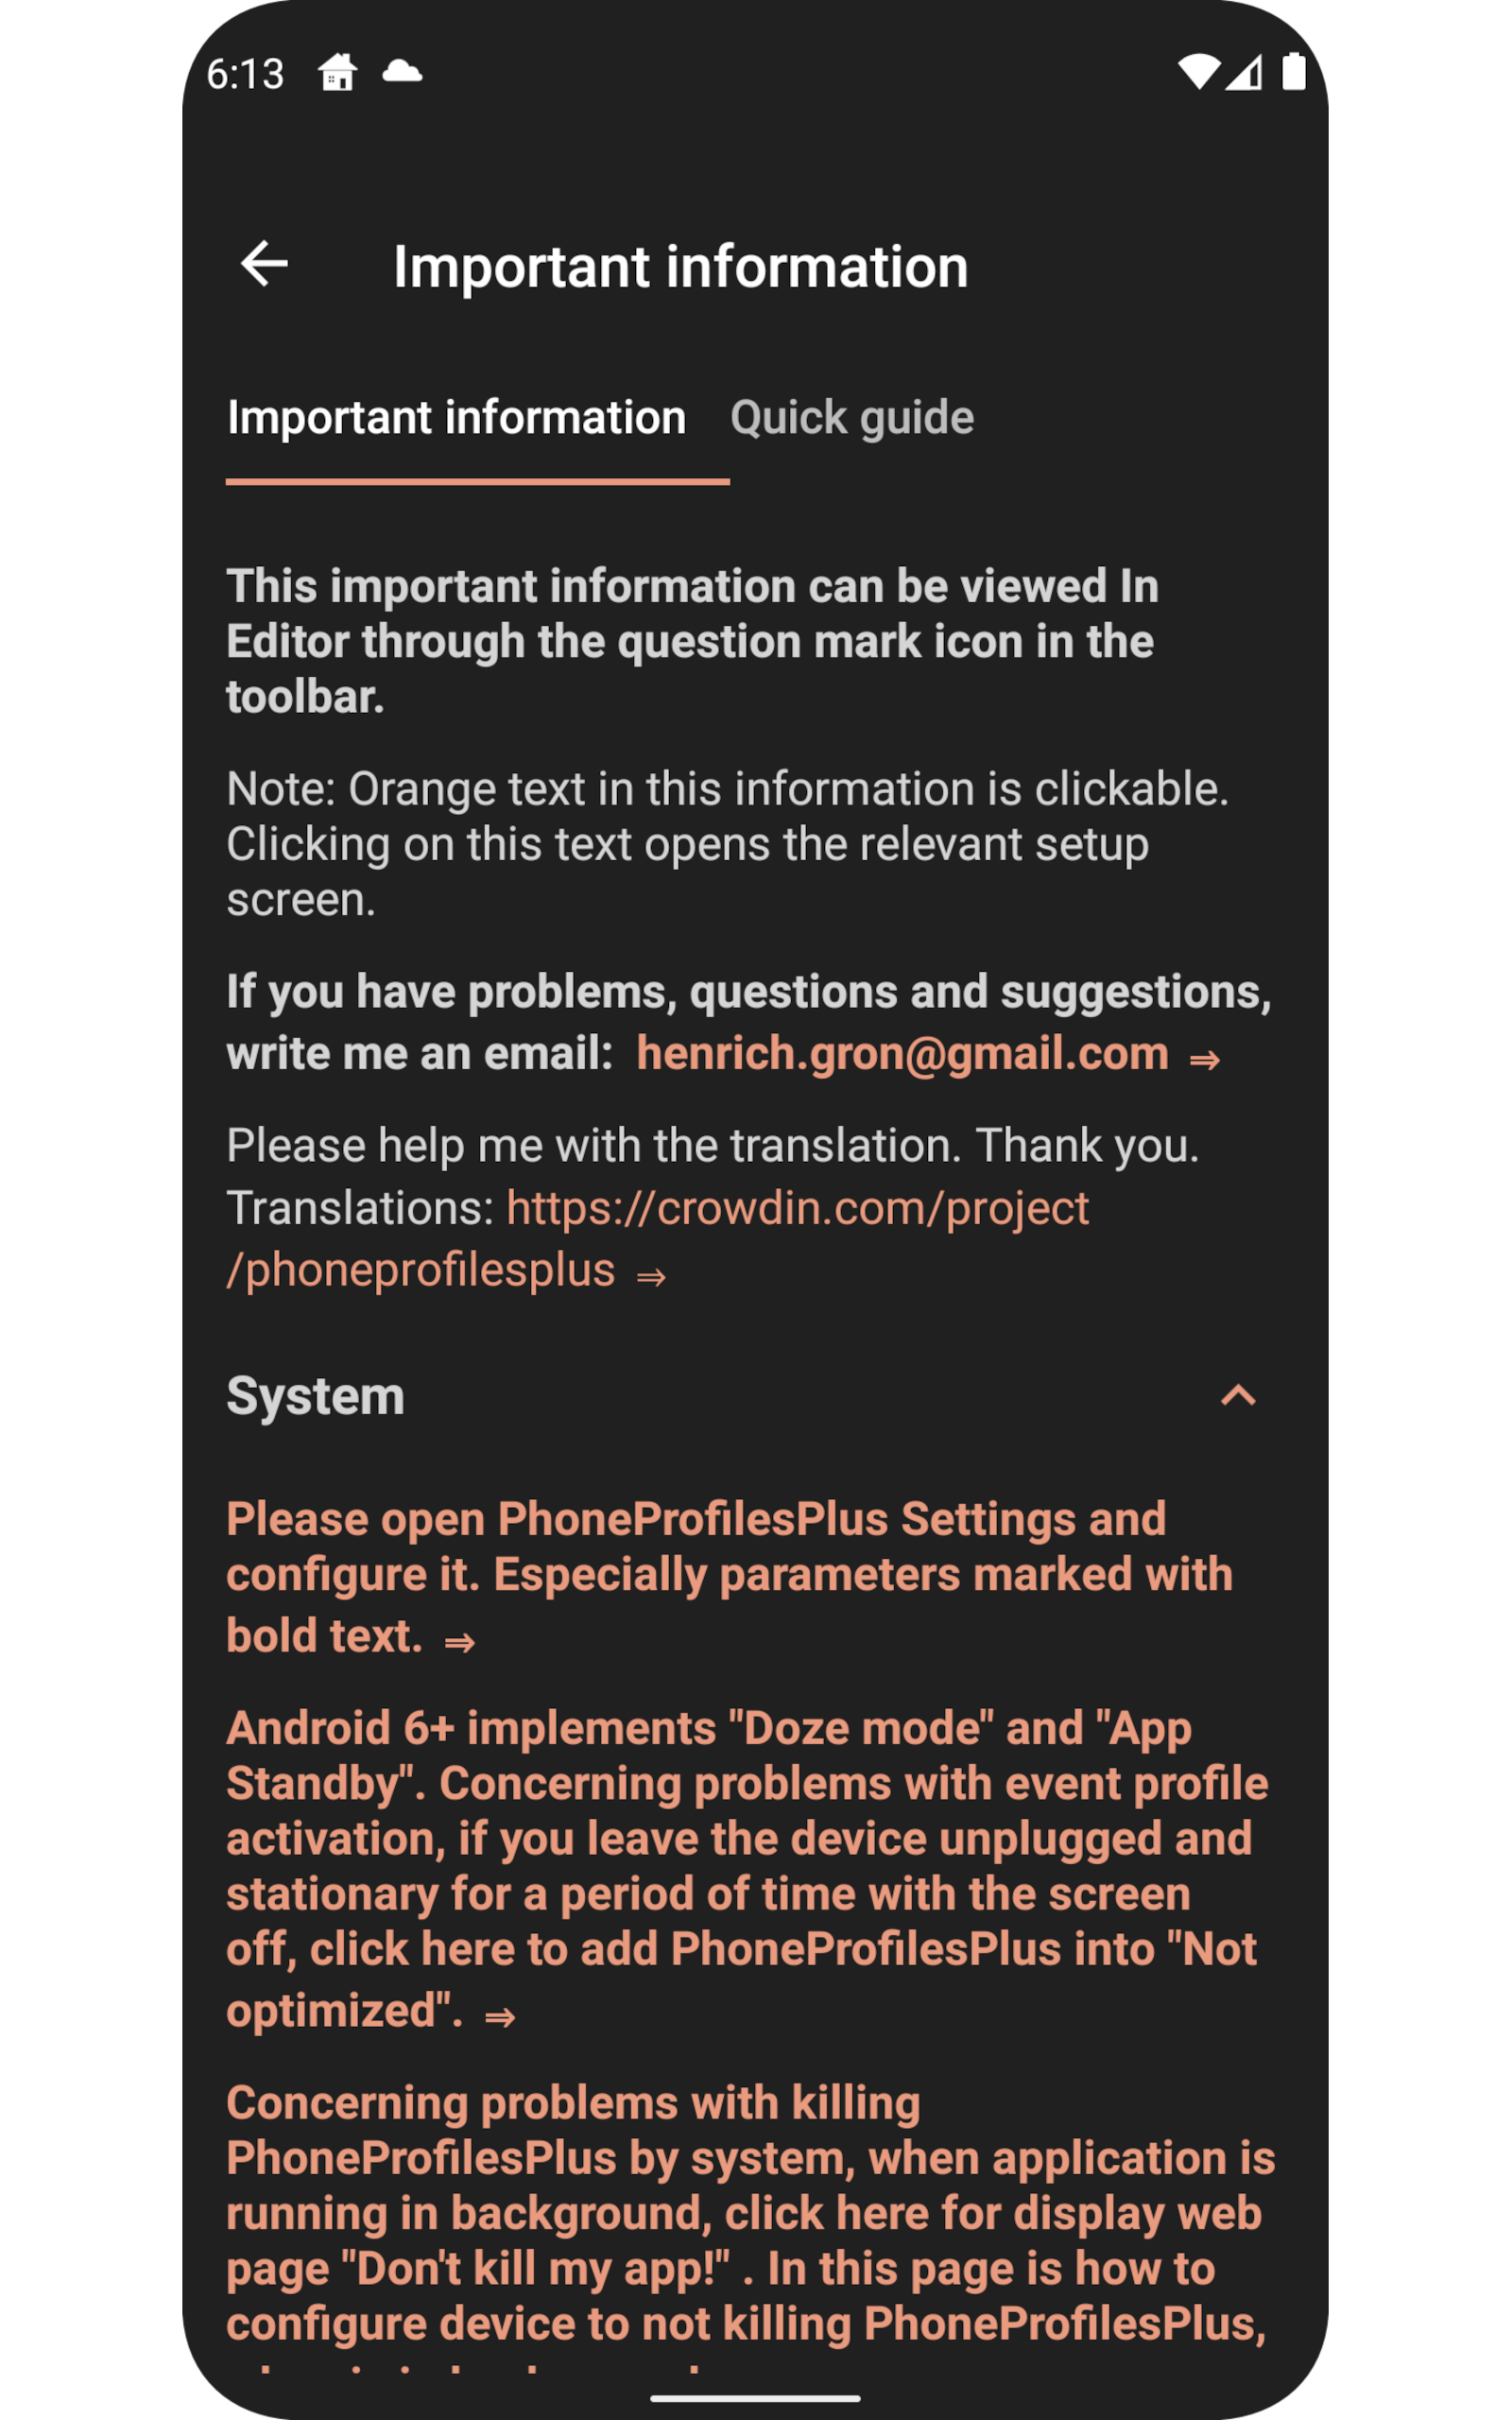 6:13
Important information
Important information Quick guide
This important information can be viewed In
Editor through the question mark icon in the
toolbar.
Note: Orange text in this information is clickable.
Clicking on this text opens the relevant setup
screen.
If you have problems, questions and suggestions,
write me an email: henrich.gron@gmail.com ⇒
Please help me with the translation. Thank you.
Translations: https://crowdin.com/project
/phoneprofilesplus ⇒
System
Please open PhoneProfilesPlus Settings and
configure it. Especially parameters marked with
bold text. ⇒
Android 6+ implements "Doze mode" and "App
Standby". Concerning problems with event profile
activation, if you leave the device unplugged and
stationary for a period of time with the screen
off, click here to add PhoneProfilesPlus into "Not
optimized". ⇒
Concerning problems with killing
PhoneProfilesPlus by system, when application is
running in background, click here for display web
page "Don't kill my app!" . In this page is how to
configure device to not killing PhoneProfilesPlus,